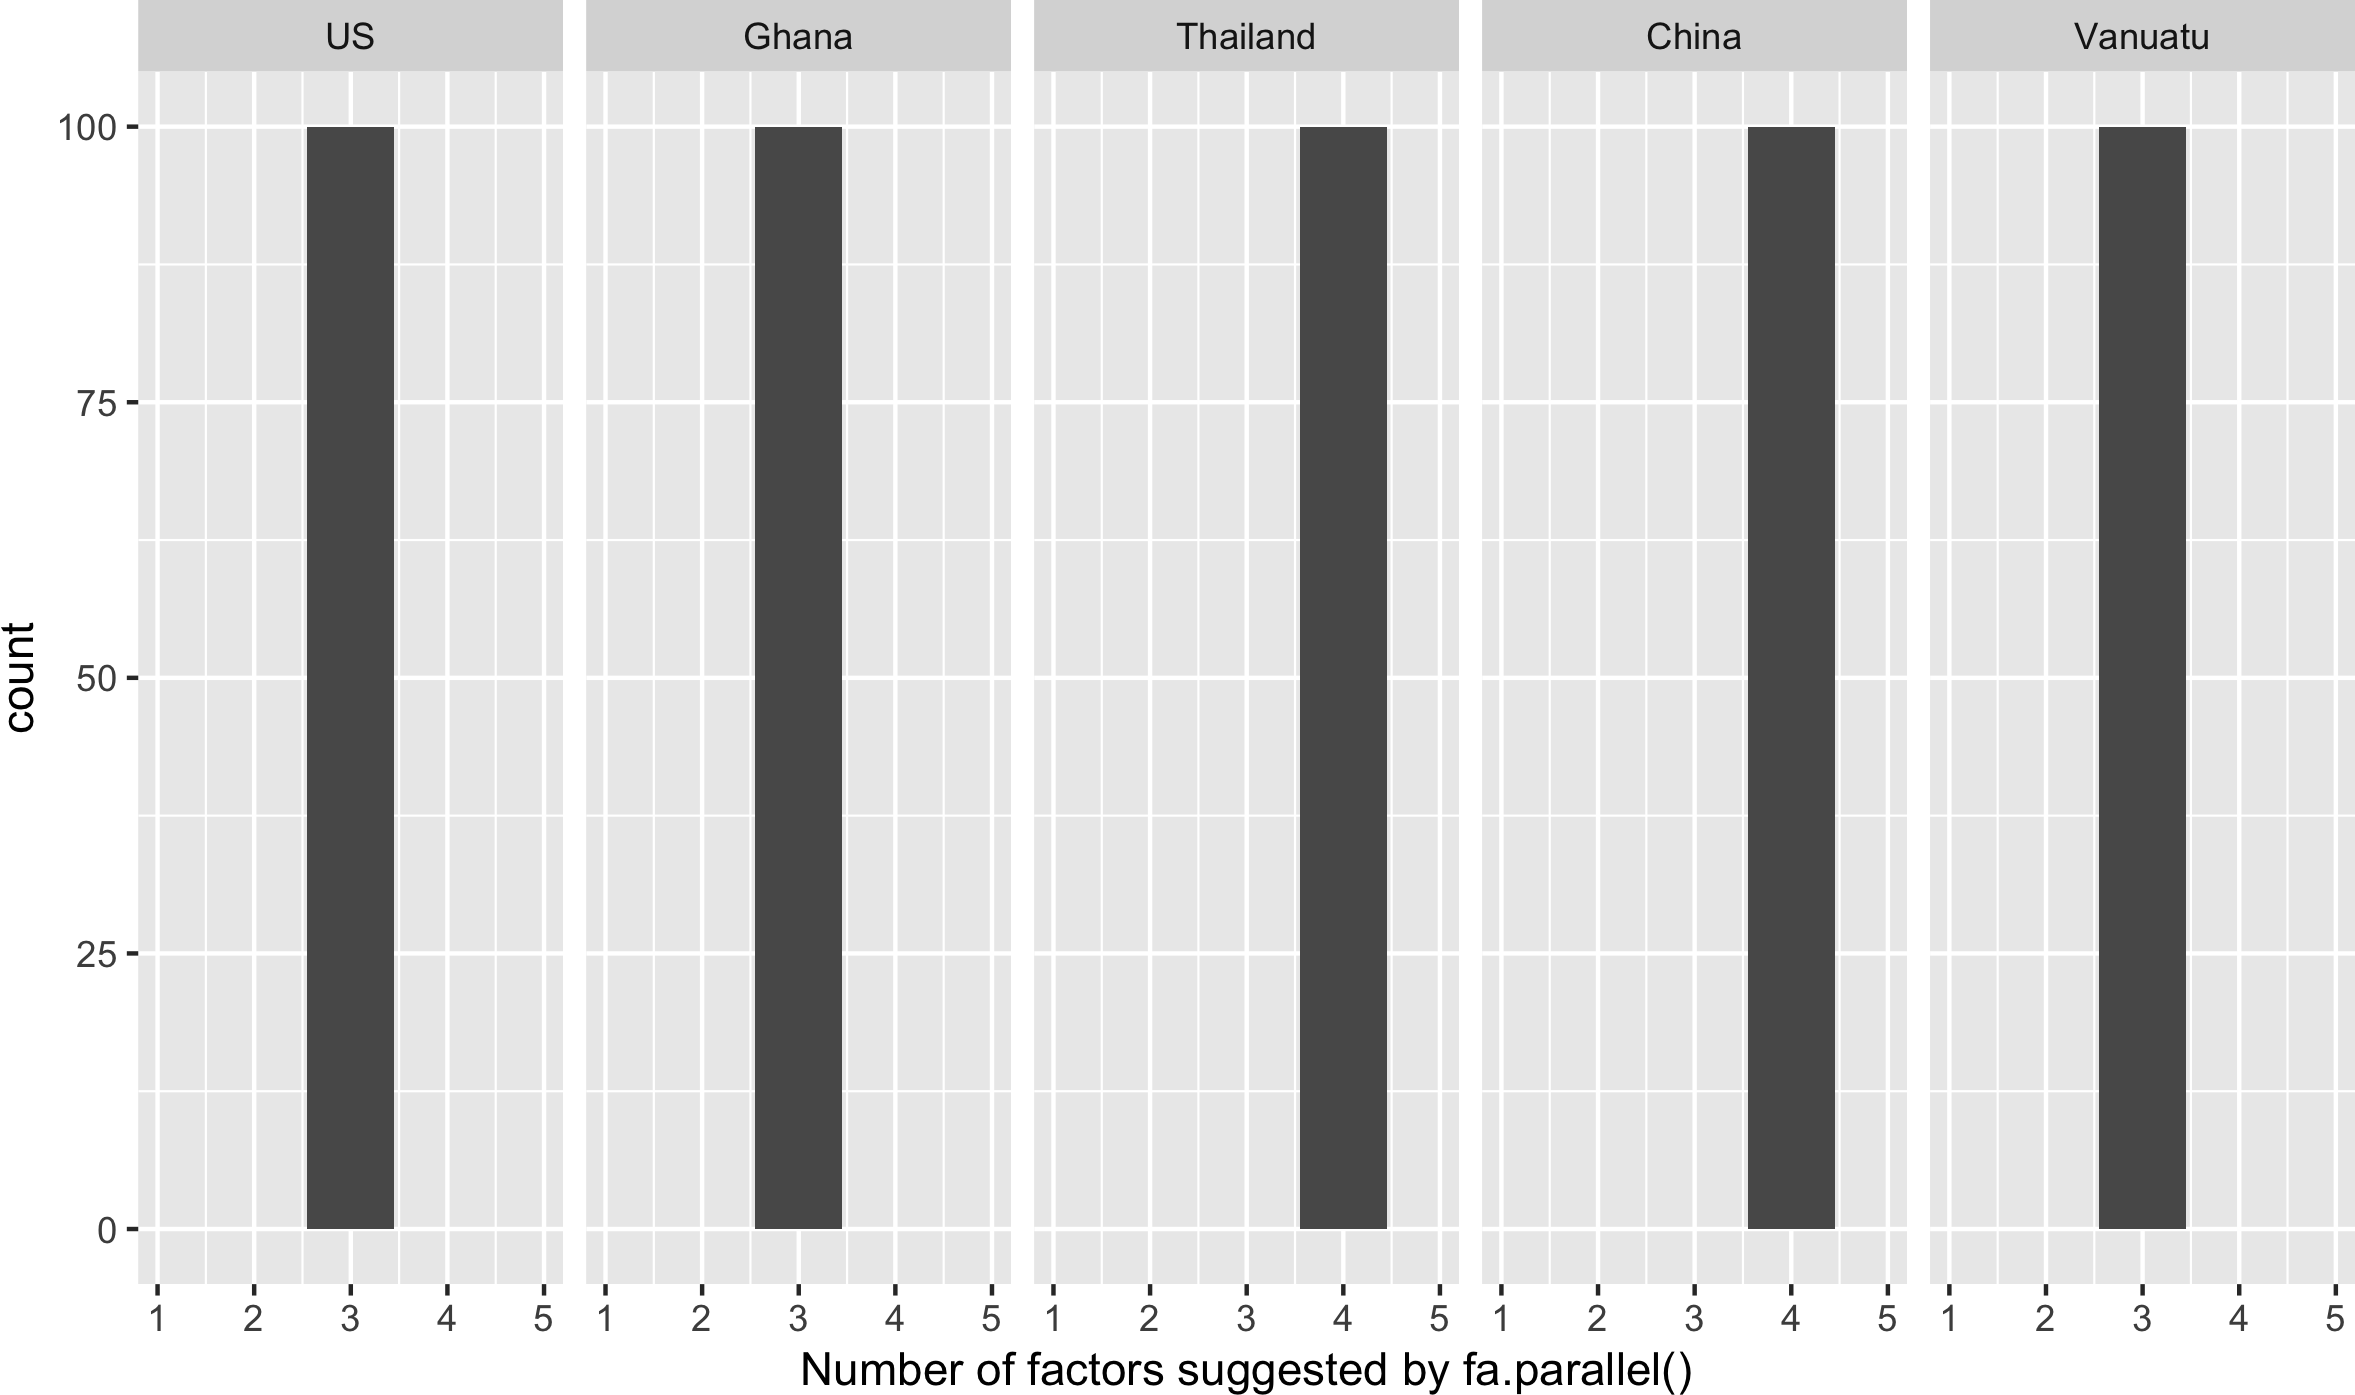 US Ghana Thailand China Vanuatu
100
75
50
25
0
count
1 2 3 4 5 1 2 3 4 5 1 2 3 4 5 1 2 3 4 5 1 2 3 4 5
Number of factors suggested by fa.parallel()